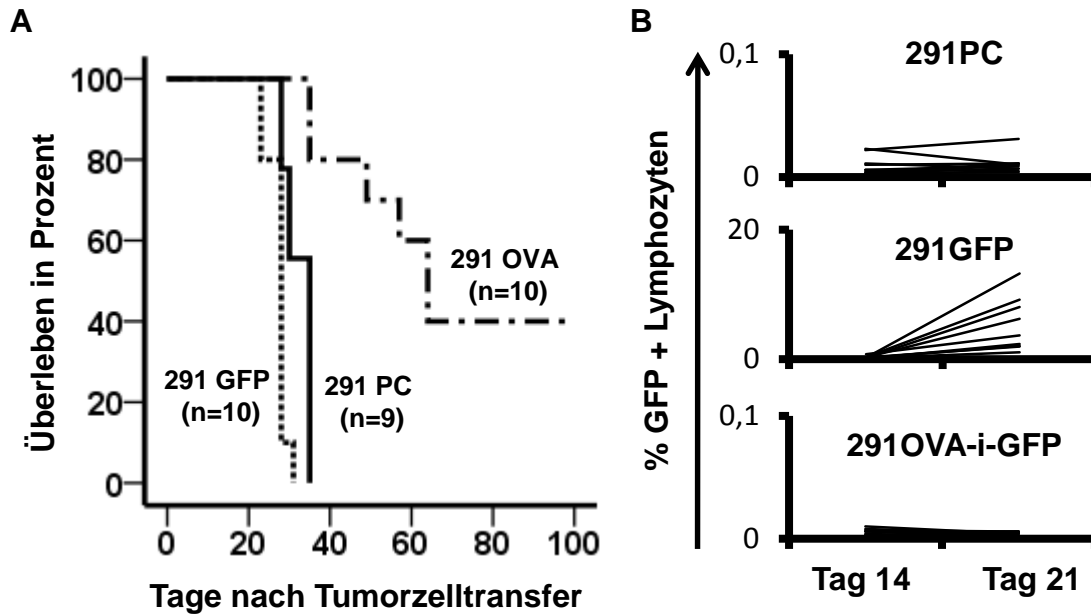 A
Überleben in Prozent
100
80
60
40
20
0
291 OVA
(n=10)
291 GFP
(n=10)
291 PC
(n=9)
0 20 40 60 80 100
Tage nach Tumorzelltransfer
B
% GFP + Lymphozyten
291PC
0,1
0
291GFP
20
0
291OVA-i-GFP
0,1
0
Tag 14 Tag 21